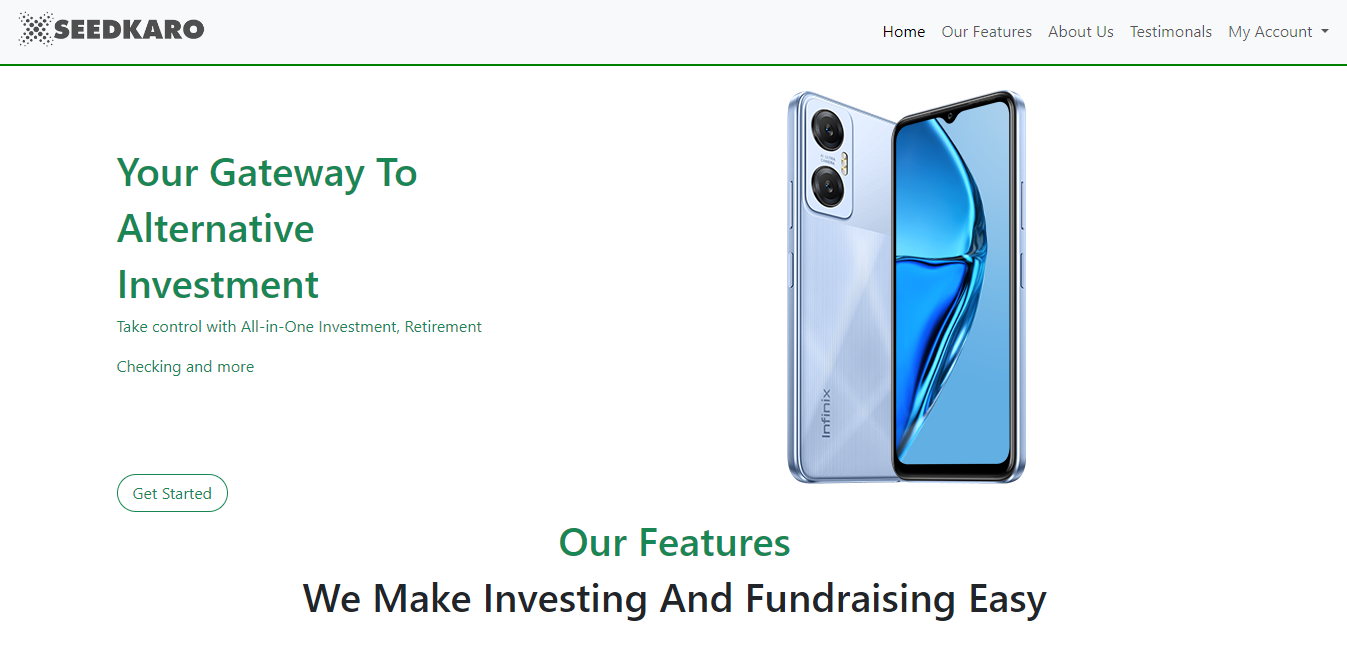 SEEDKARO
Home Our Features About Us Testimonals My Account
Your Gateway To
Alternative
Investment
Take control with All-in-One Investment, Retirement
Checking and more
Get Started
Infinix
Our Features
We Make Investing And Fundraising Easy